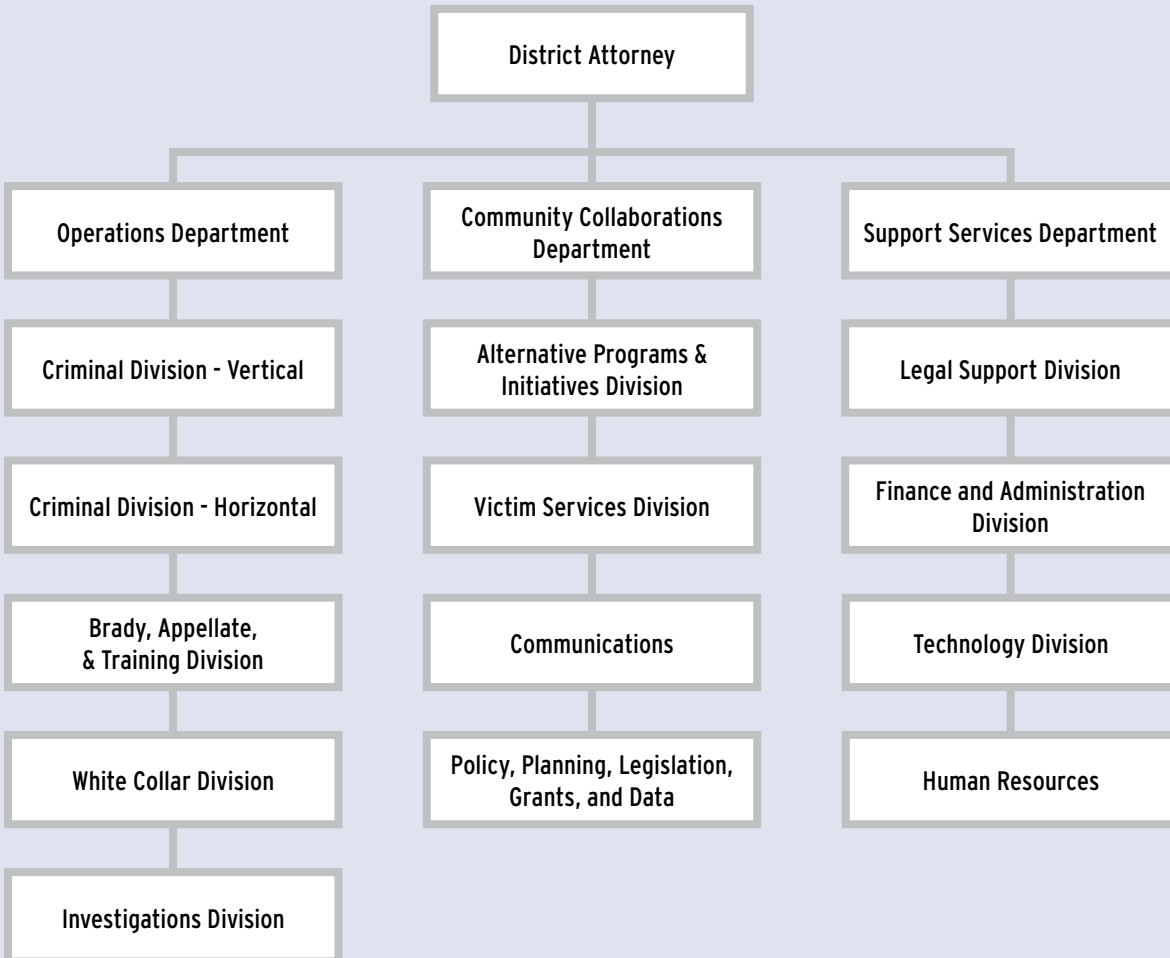 District Attorney
Operations Department
Criminal Division - Vertical
Criminal Division - Horizontal
Brady, Appellate,
& Training Division
White Collar Division
Investigations Division
Community Collaborations
Department
Alternative Programs &
Initiatives Division
Victim Services Division
Communications
Policy, Planning, Legislation,
Grants, and Data
Support Services Department
Legal Support Division
Finance and Administration
Division
Technology Division
Human Resources